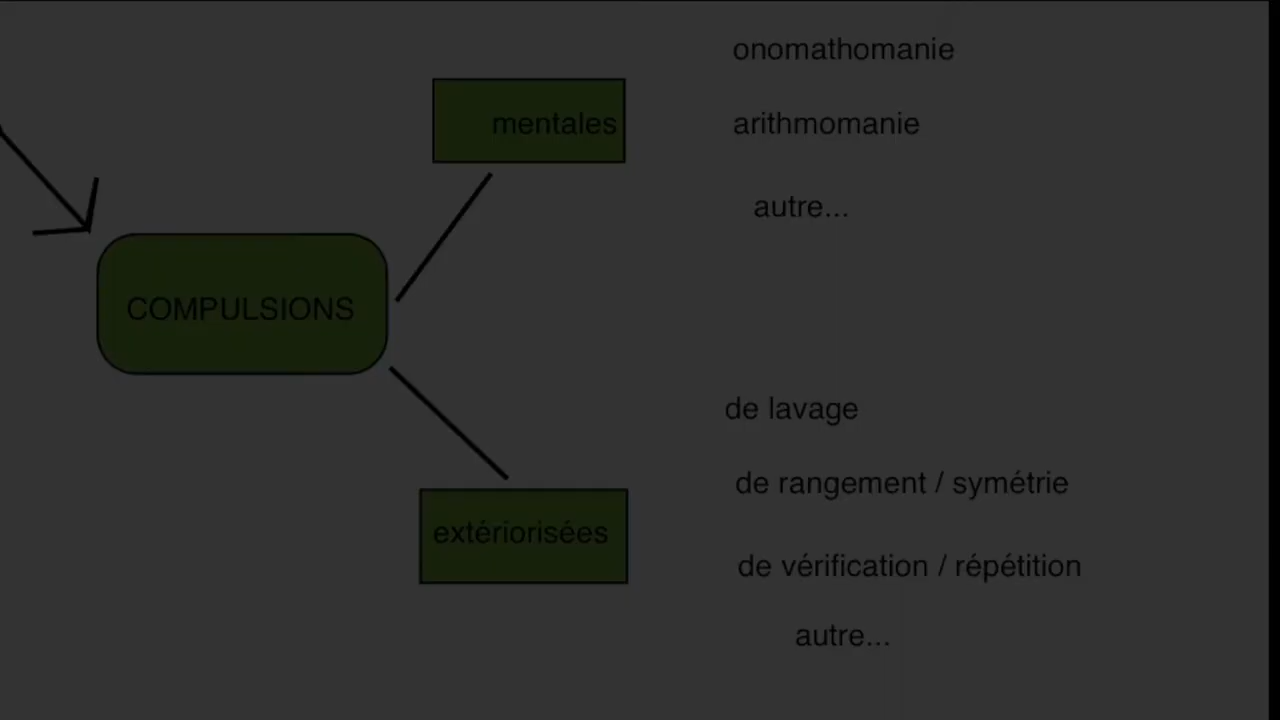 onomathomanie
mentales
arithmomanie
autre...
COMPULSIONS
de lavage
de rangement / symétrie
extériorisées
de vérification / répétition
autre...